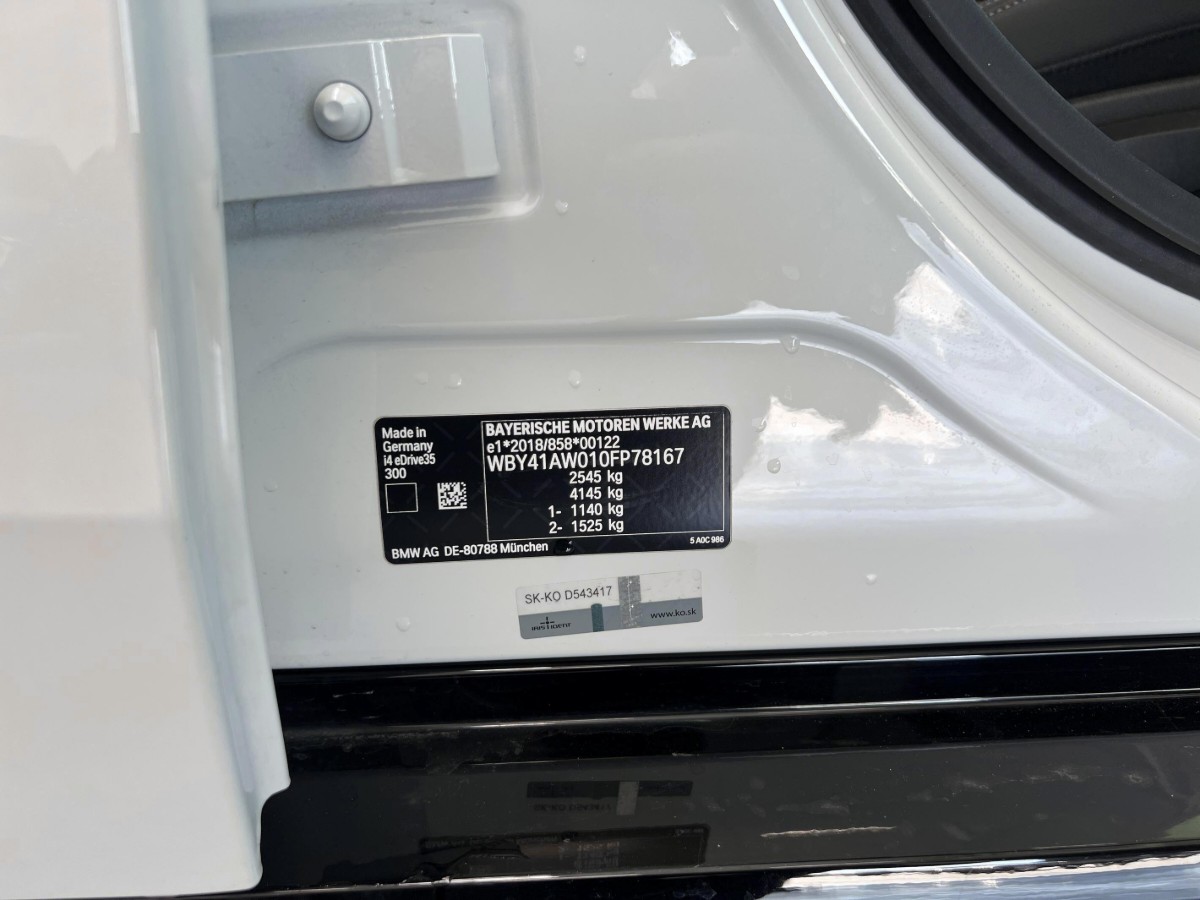 Made in
Germany
i4 eDrive35
300
BAYERISCHE MOTOREN WERKE AG
e1*2018/858*00122
WBY41AW010FP78167
2545 kg
4145 kg
1- 1140 kg
2- 1525 kg
BMW AG DE-80788 München
5 A0C 986
SK-KO D543417
IRIS IDENT
www.ko.sk